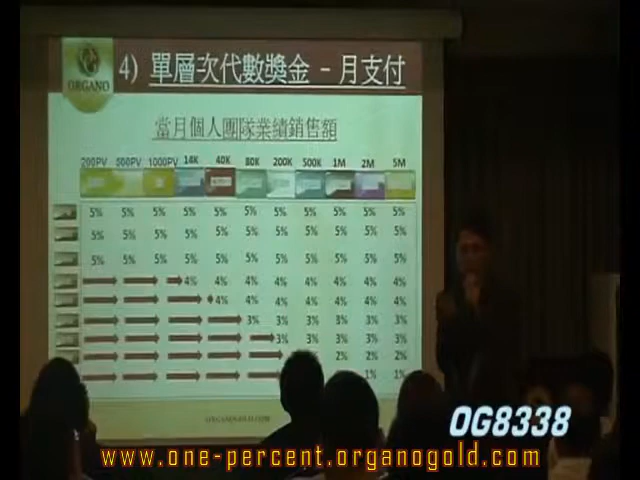 ORGANO
4) 單層次代數獎金 – 月支付
當月個人團隊業績銷售額
200PV 500PV 1000PV 14K 40K 80K 200K 500K 1M 2M 5M
5% 5% 5% 5% 5% 5% 5% 5% 5% 5% 5%
5% 5% 5% 5% 5% 5% 5% 5% 5% 5% 5%
5% 5% 5% 5% 5% 5% 5% 5% 5% 5% 5%
4% 4% 4% 4% 4% 4% 4% 4%
4% 4% 4% 4% 4% 4% 4%
3% 3% 3% 3% 3% 3%
3% 3% 3% 3% 3%
2% 2% 2%
1% 1%
ORGANOGOLD.COM
OG8338
www.one-percent.organogold.com